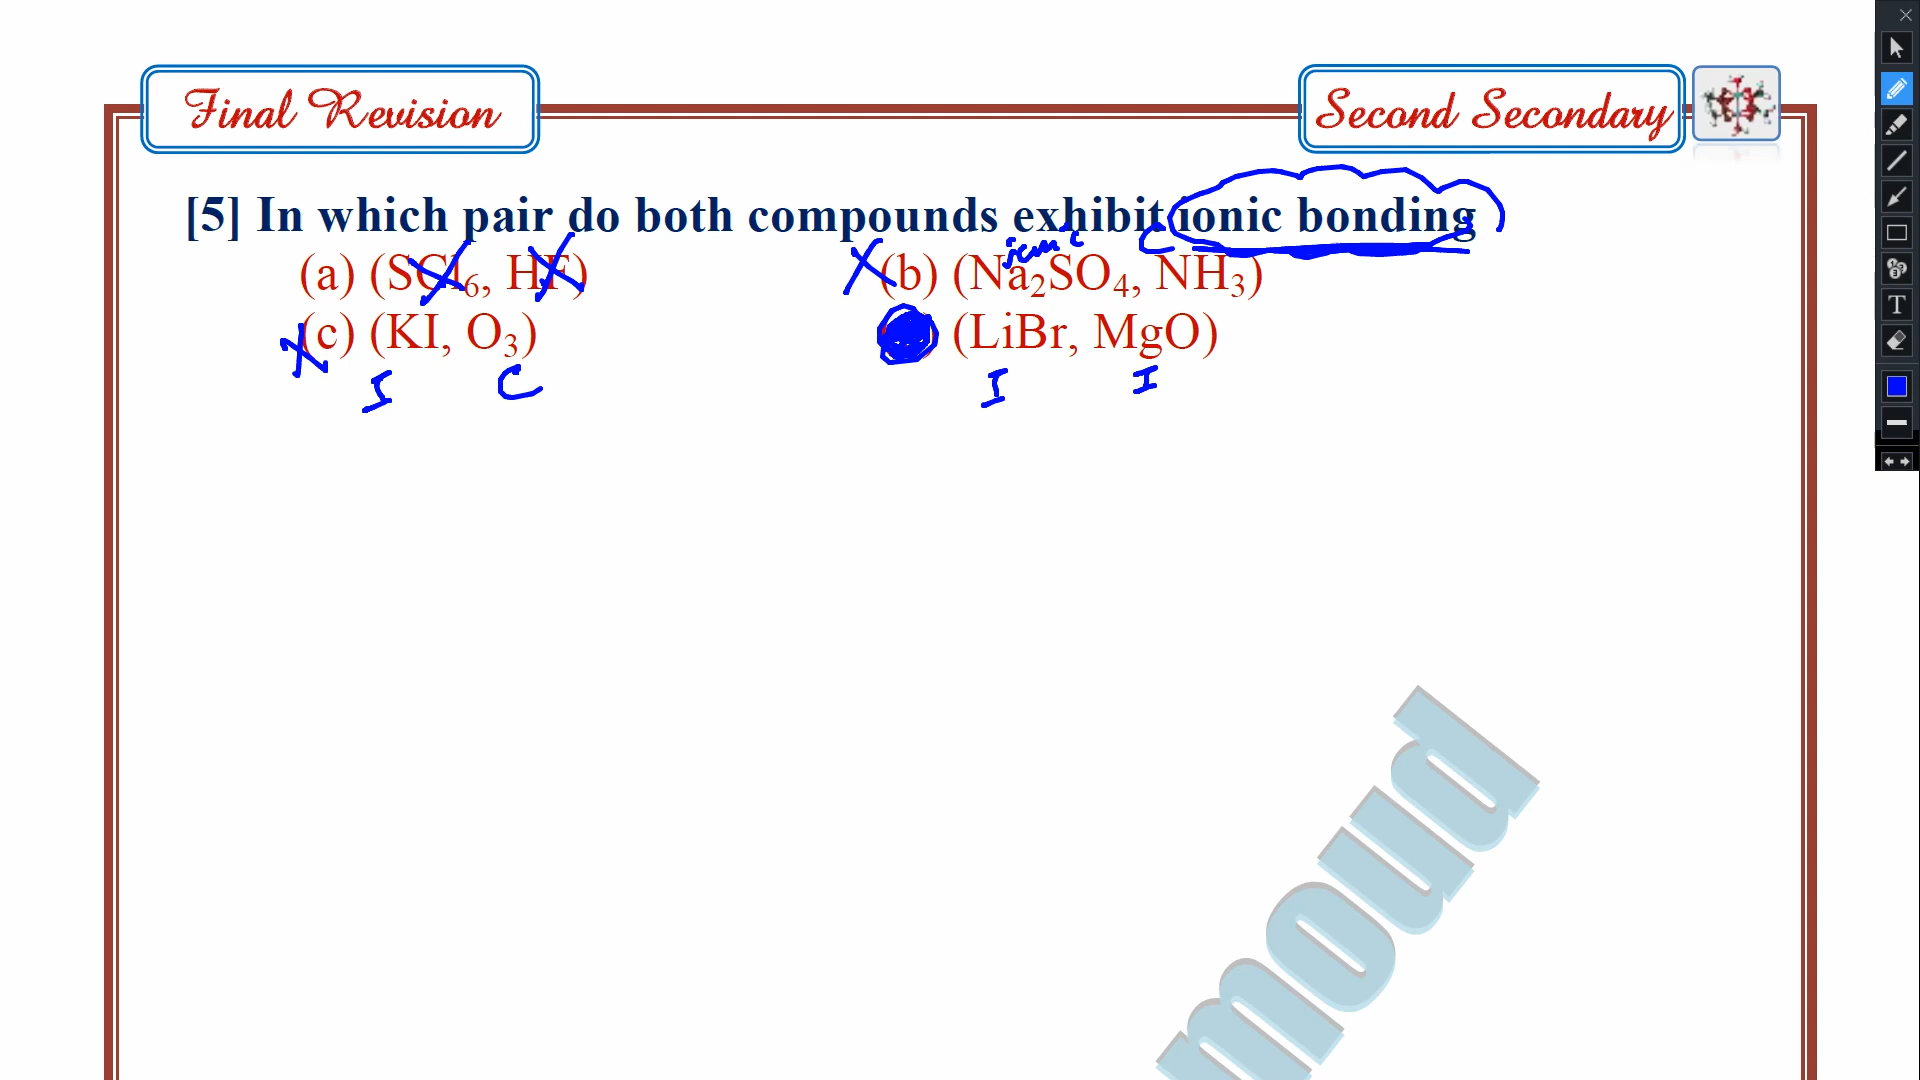 Final Revision
Second Secondary
[5] In which pair do both compounds exhibit ionic bonding
ionic C
(a) (SCl₆, HF) (b) (Na₂SO₄, NH₃)
(c) (KI, O₃) (LiBr, MgO)
I C I I
moud
T